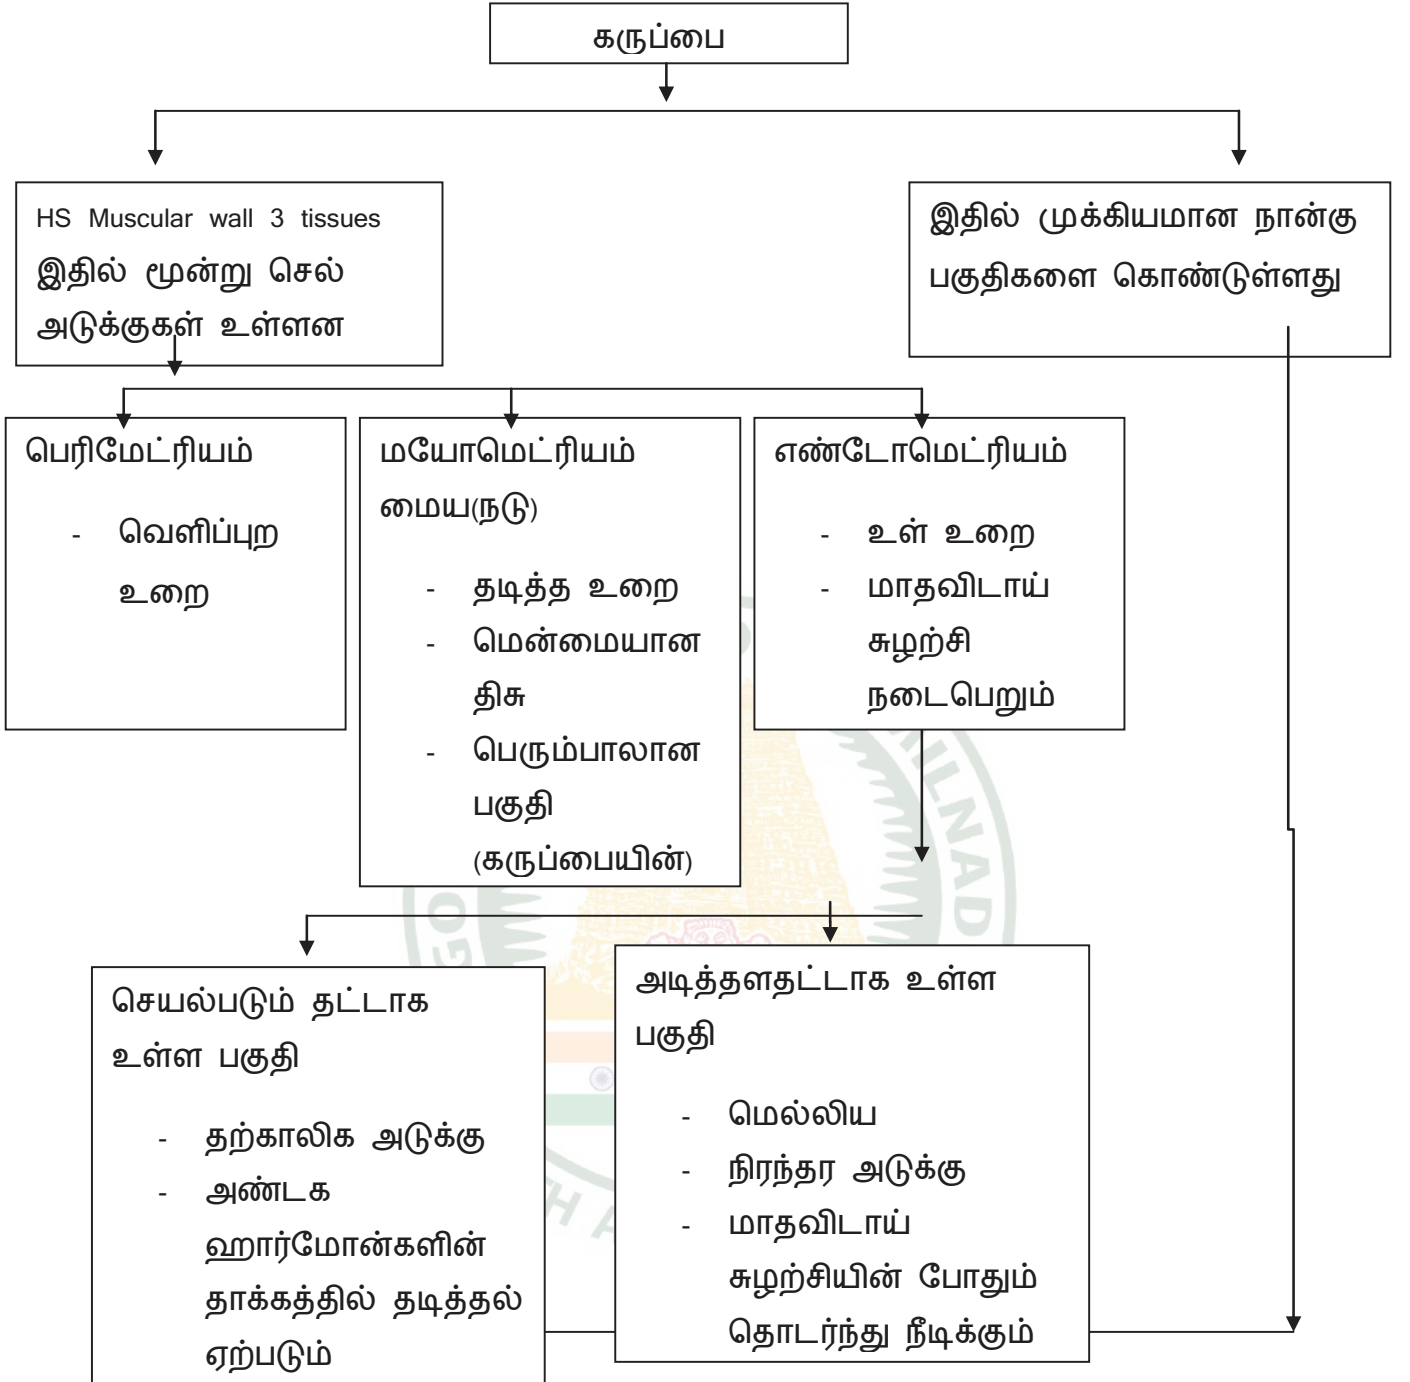 கருப்பை
HS Muscular wall 3 tissues
இதில் மூன்று செல்
அடுக்குகள் உள்ளன
இதில் முக்கியமான நான்கு
பகுதிகளை கொண்டுள்ளது
பெரிமேட்ரியம்
- வெளிப்புற
உறை
மயோமெட்ரியம்
மைய(நடு)
- தடித்த உறை
- மென்மையான
திசு
- பெரும்பாலான
பகுதி
(கருப்பையின்)
எண்டோமெட்ரியம்
- உள் உறை
- மாதவிடாய்
சுழற்சி
நடைபெறும்
செயல்படும் தட்டாக
உள்ள பகுதி
- தற்காலிக அடுக்கு
- அண்டக
ஹார்மோன்களின்
தாக்கத்தில் தடித்தல்
ஏற்படும்
அடித்தளதட்டாக உள்ள
பகுதி
- மெல்லிய
- நிரந்தர அடுக்கு
- மாதவிடாய்
சுழற்சியின் போதும்
தொடர்ந்து நீடிக்கும்